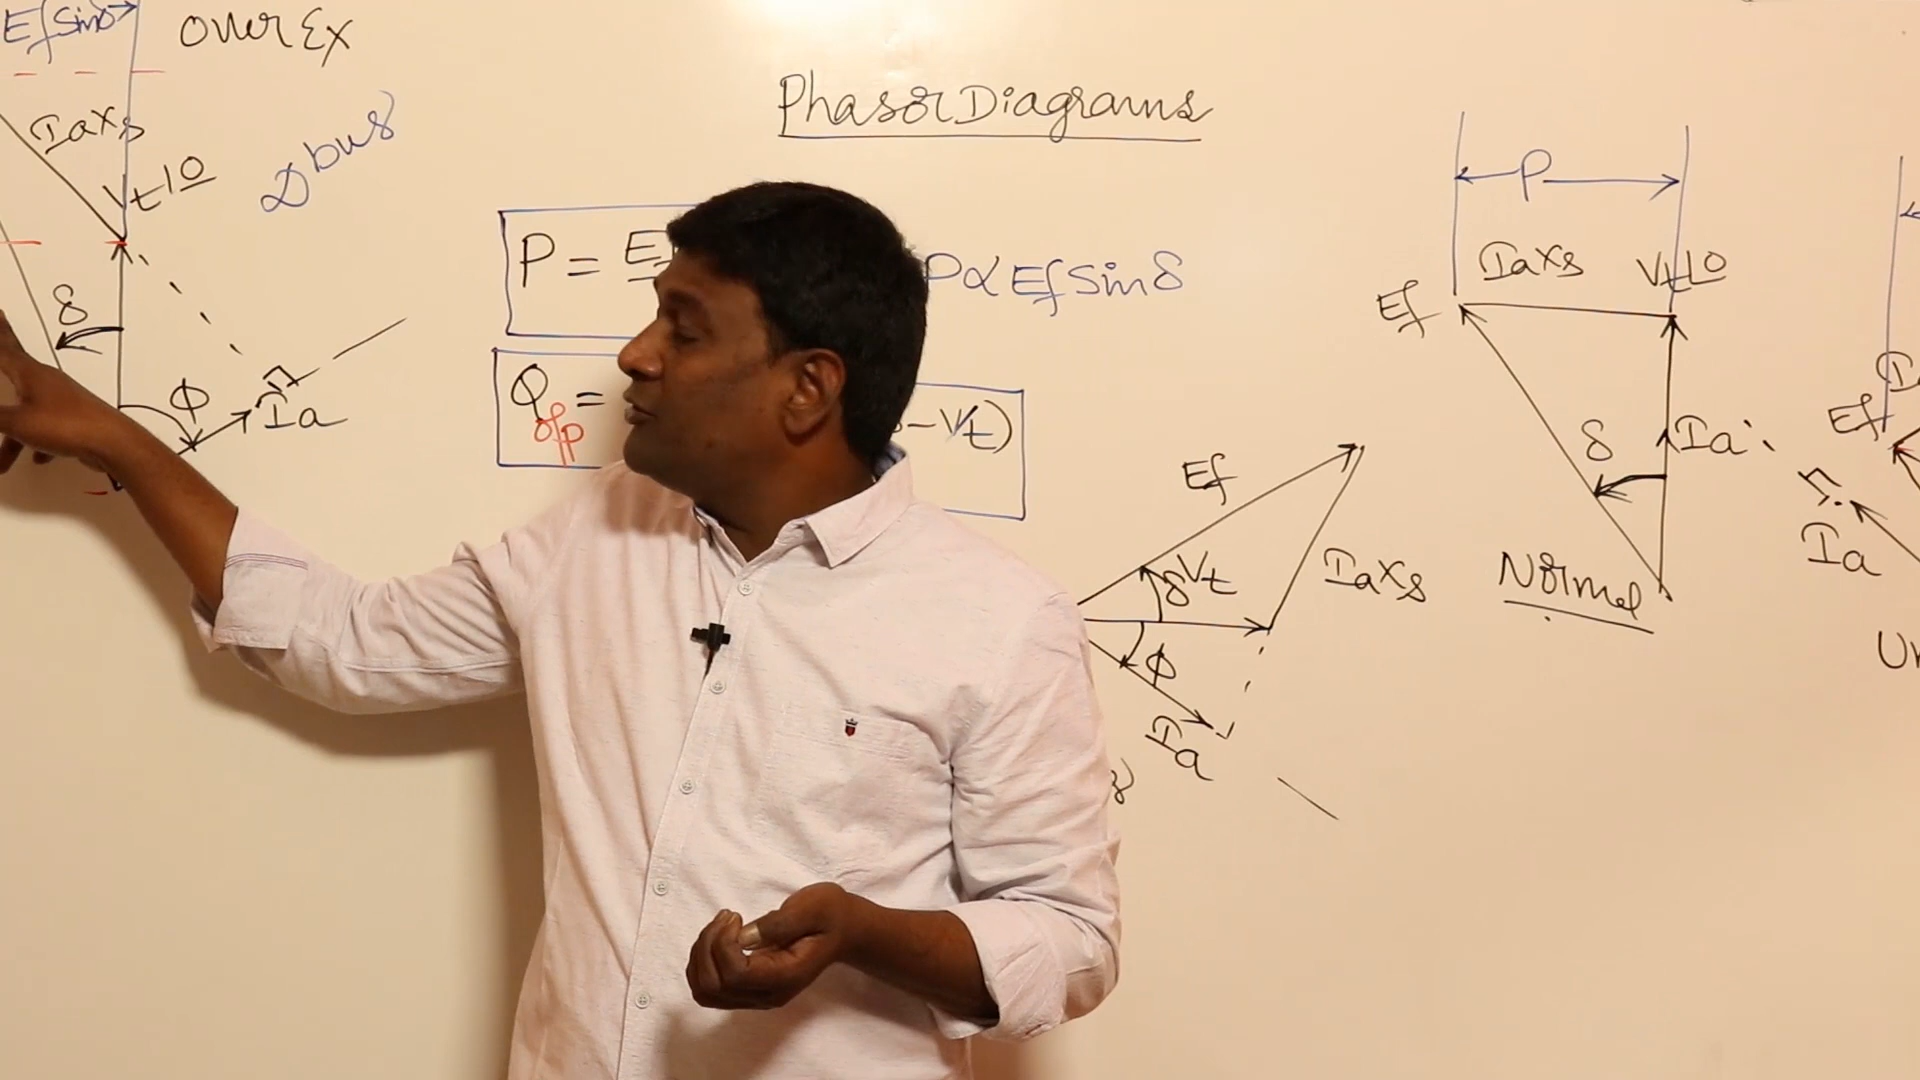 Ef Sinδ
Over Ex
IaXs
Vt∠0
δ
ϕ
Ia
Phasor Diagrams
P =
P ∝ Ef Sinδ
Q =
o/p
- Vt)
Ef
Vt
δ
ϕ
IaXs
Ia
P
IaXs
Vt∠0
Ef
δ
Ia
Normal
Ef
Ia